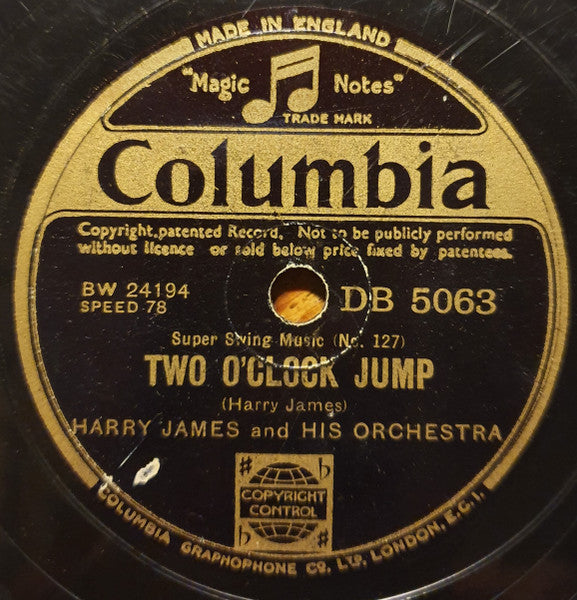 MADE IN ENGLAND
"Magic Notes"
TRADE MARK
Columbia
Copyright, patented Record. Not to be publicly performed
without licence or sold below price fixed by patentees.
BW 24194
SPEED 78
DB 5063
Super Swing Music (No. 127)
TWO O'CLOCK JUMP
(Harry James)
HARRY JAMES and HIS ORCHESTRA
COPYRIGHT
CONTROL
COLUMBIA GRAPHOPHONE CO. LTD. LONDON, E.C.1.